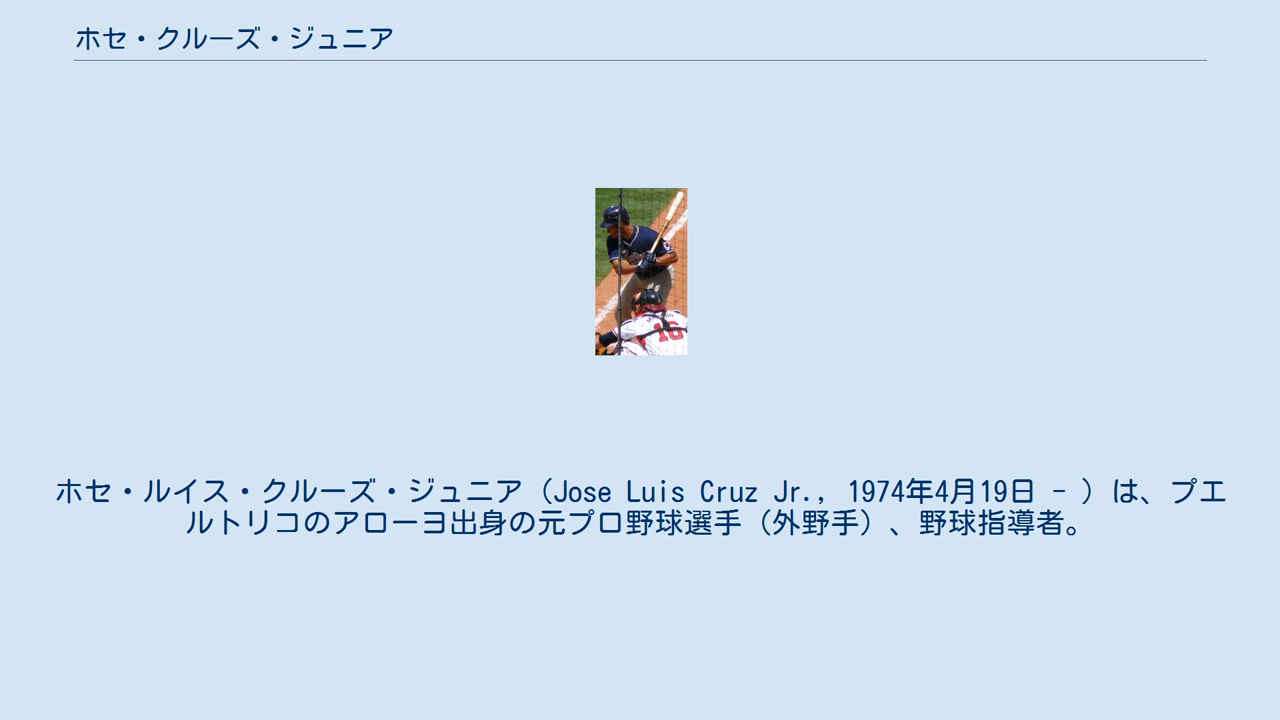 ホセ・クルーズ・ジュニア
16
ホセ・ルイス・クルーズ・ジュニア（Jose Luis Cruz Jr., 1974年4月19日 - ）は、プエ
ルトリコのアローヨ出身の元プロ野球選手（外野手）、野球指導者。